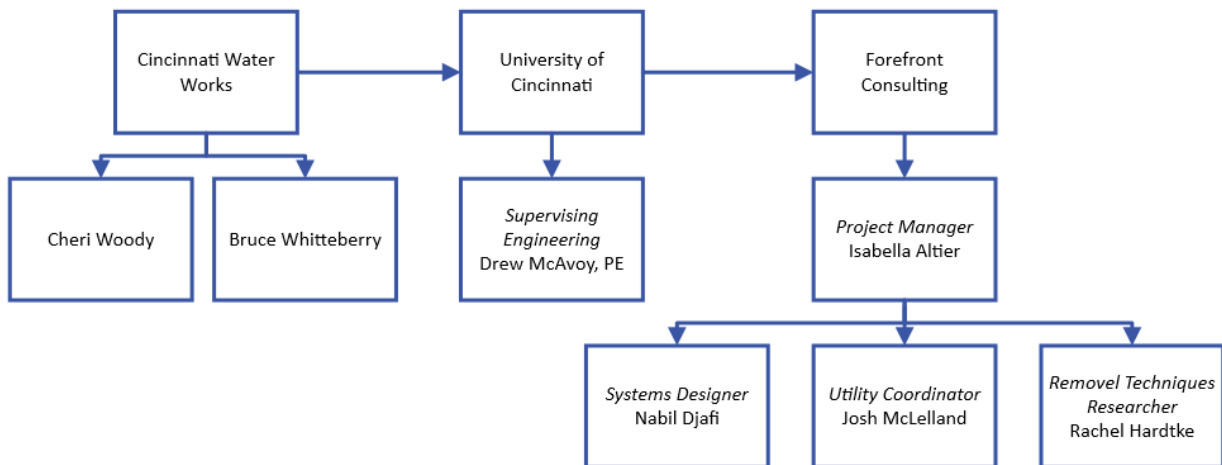 Cincinnati Water
Works
University of
Cincinnati
Forefront
Consulting
Cheri Woody
Bruce Whitteberry
Supervising
Engineering
Drew McAvoy, PE
Project Manager
Isabella Altier
Systems Designer
Nabil Djafi
Utility Coordinator
Josh McLelland
Removel Techniques
Researcher
Rachel Hardtke